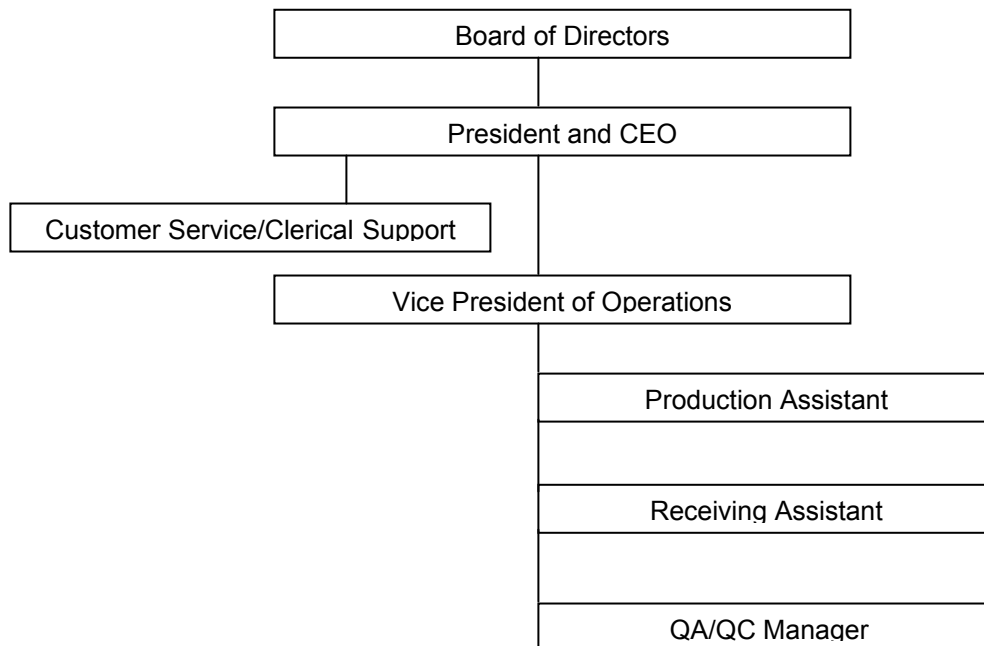 Board of Directors
President and CEO
Customer Service/Clerical Support
Vice President of Operations
Production Assistant
Receiving Assistant
QA/QC Manager